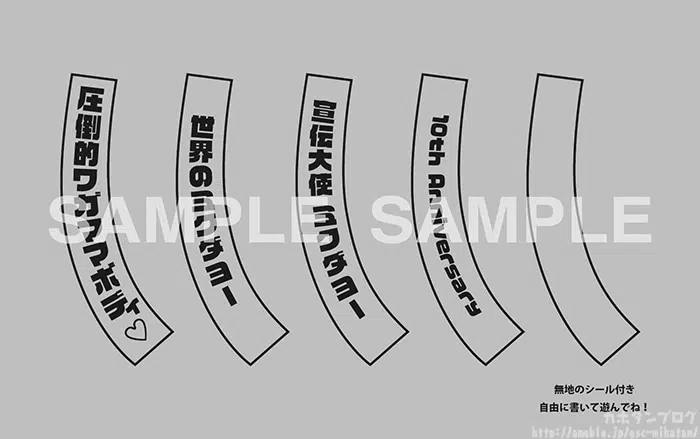 圧倒的ワガママボディ♡
世界のミクダヨー
宣伝大使 ミクダヨー
10th Anniversary
SAMPLE SAMPLE
無地のシール付き
自由に書いて遊んでね！
カホタンブログ
http://ameblo.jp/gsc-mikatan/